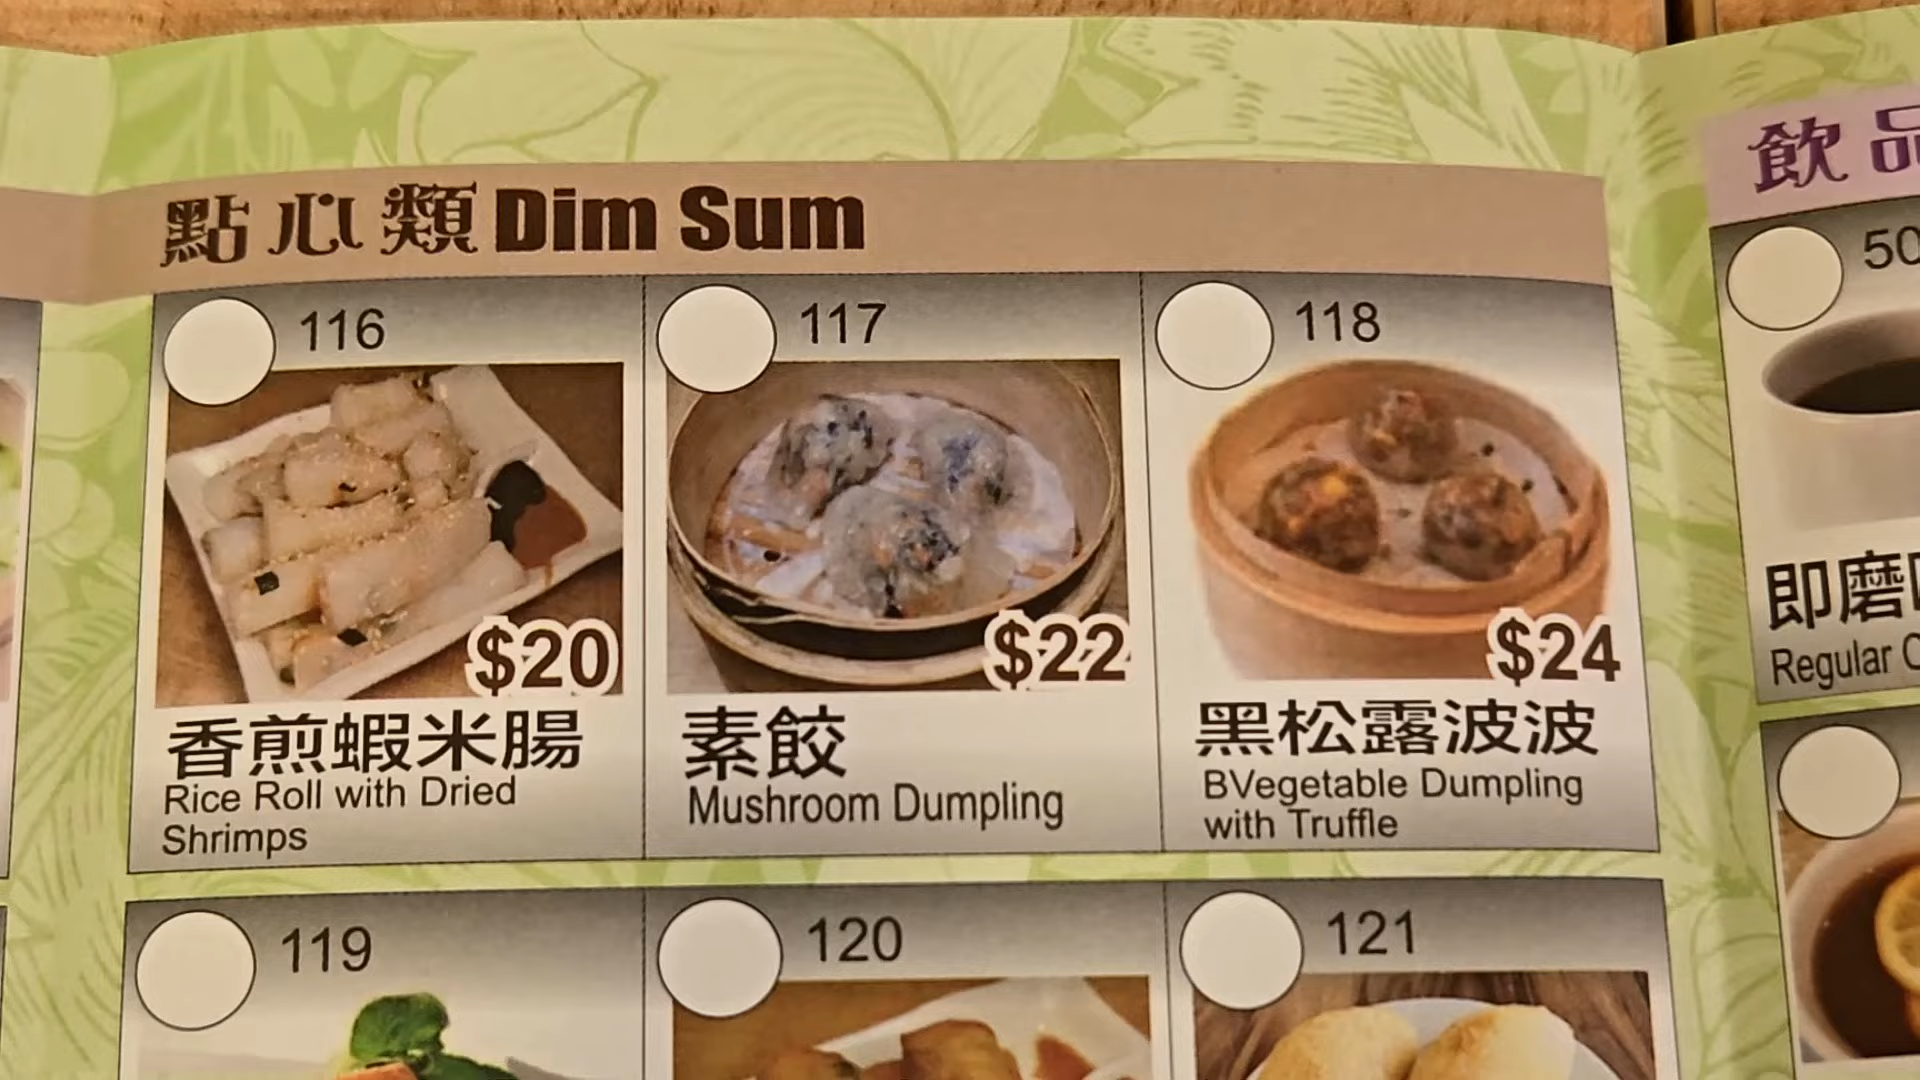 點心類 Dim Sum
116
$20
香煎蝦米腸
Rice Roll with Dried
Shrimps
117
$22
素餃
Mushroom Dumpling
118
$24
黑松露波波
BVegetable Dumpling
with Truffle
119
120
121
飲品
50
即磨
Regular